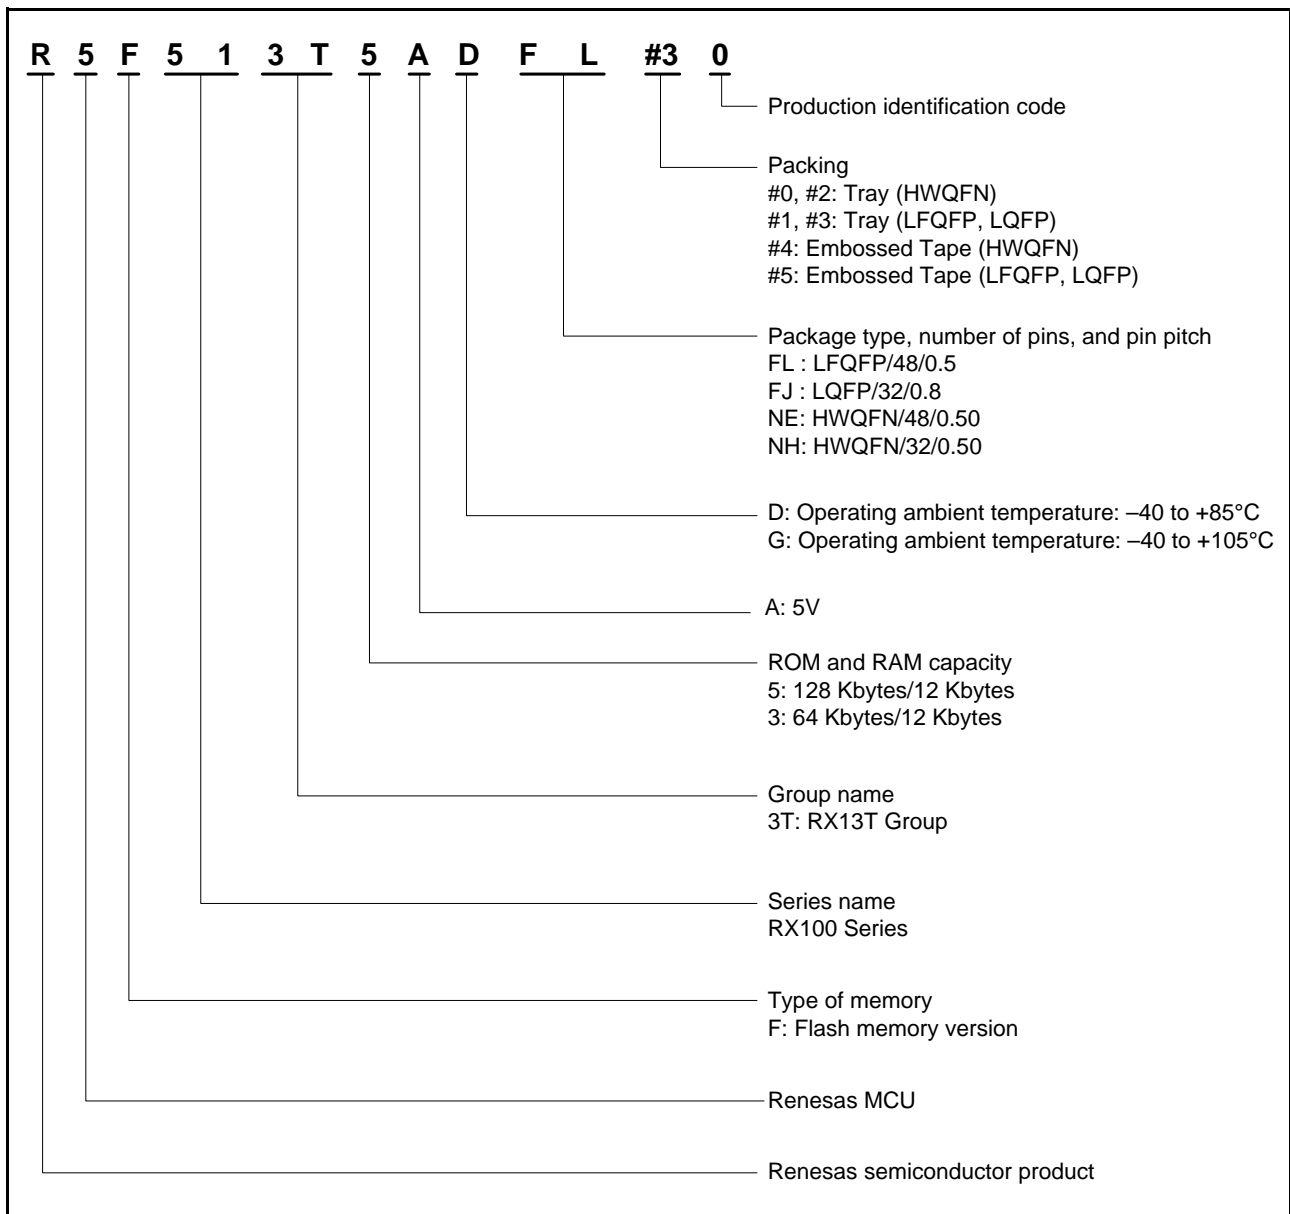 R 5 F 5 1 3 T 5 A D F L #3 0
Production identification code
Packing
#0, #2: Tray (HWQFN)
#1, #3: Tray (LFQFP, LQFP)
#4: Embossed Tape (HWQFN)
#5: Embossed Tape (LFQFP, LQFP)
Package type, number of pins, and pin pitch
FL : LFQFP/48/0.5
FJ : LQFP/32/0.8
NE: HWQFN/48/0.50
NH: HWQFN/32/0.50
D: Operating ambient temperature: –40 to +85°C
G: Operating ambient temperature: –40 to +105°C
A: 5V
ROM and RAM capacity
5: 128 Kbytes/12 Kbytes
3: 64 Kbytes/12 Kbytes
Group name
3T: RX13T Group
Series name
RX100 Series
Type of memory
F: Flash memory version
Renesas MCU
Renesas semiconductor product